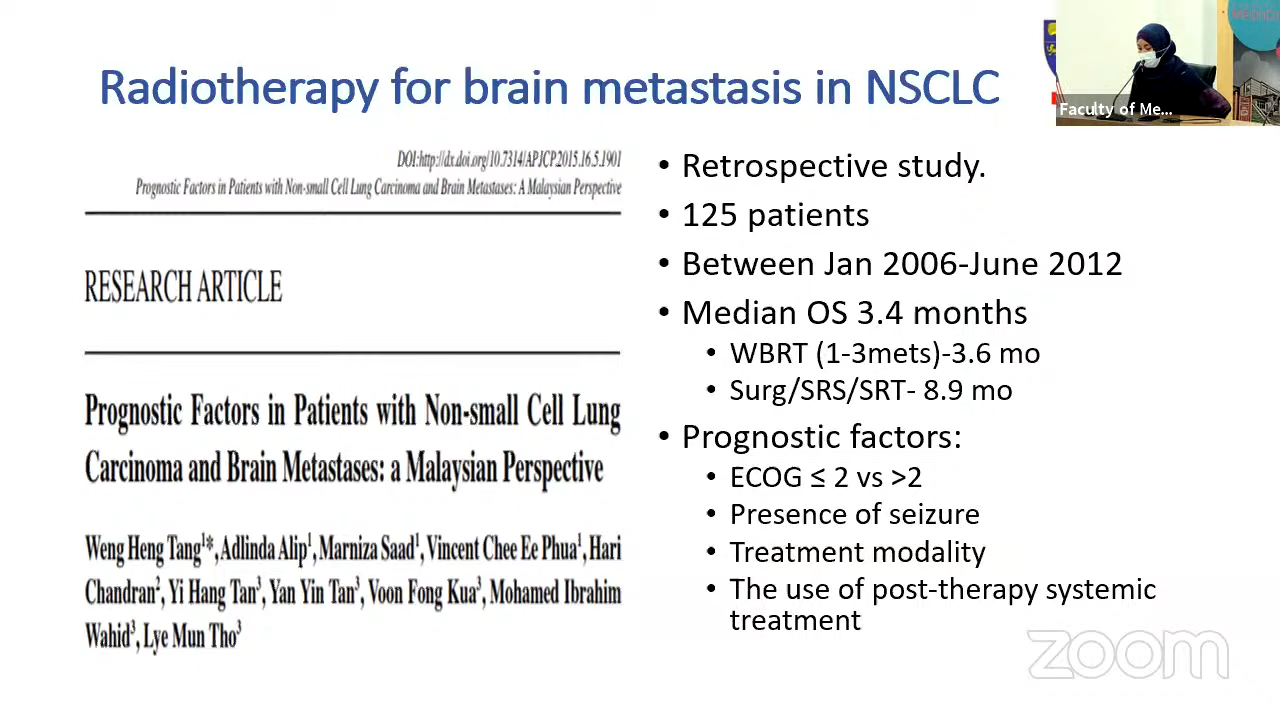 Radiotherapy for brain metastasis in NSCLC
Faculty of Me...
DOI:http://dx.doi.org/10.7314/APJCP.2015.16.5.1901
Prognostic Factors in Patients with Non-small Cell Lung Carcinoma and Brain Metastases: A Malaysian Perspective
RESEARCH ARTICLE
Prognostic Factors in Patients with Non-small Cell Lung
Carcinoma and Brain Metastases: a Malaysian Perspective
Weng Heng Tang¹*, Adlinda Alip¹, Marniza Saad¹, Vincent Chee Ee Phua¹, Hari
Chandran², Yi Hang Tan³, Yan Yin Tan³, Voon Fong Kua³, Mohamed Ibrahim
Wahid³, Lye Mun Tho³
• Retrospective study.
• 125 patients
• Between Jan 2006-June 2012
• Median OS 3.4 months
• WBRT (1-3mets)-3.6 mo
• Surg/SRS/SRT- 8.9 mo
• Prognostic factors:
• ECOG ≤ 2 vs >2
• Presence of seizure
• Treatment modality
• The use of post-therapy systemic
treatment
zoom